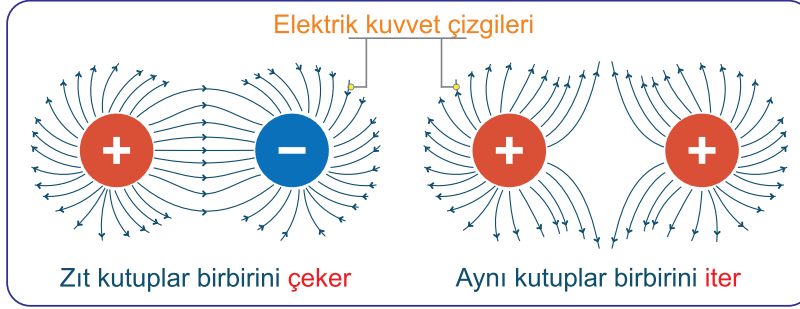 Elektrik kuvvet çizgileri
+
−
+
+
Zıt kutuplar birbirini çeker
Aynı kutuplar birbirini iter